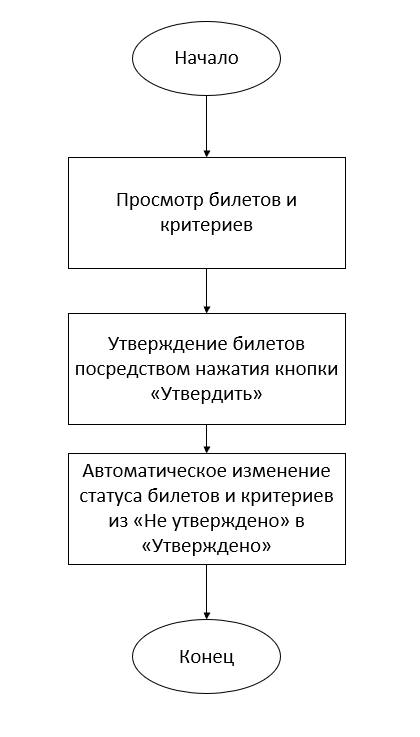 Начало
Просмотр билетов и
критериев
Утверждение билетов
посредством нажатия кнопки
«Утвердить»
Автоматическое изменение
статуса билетов и критериев
из «Не утверждено» в
«Утверждено»
Конец